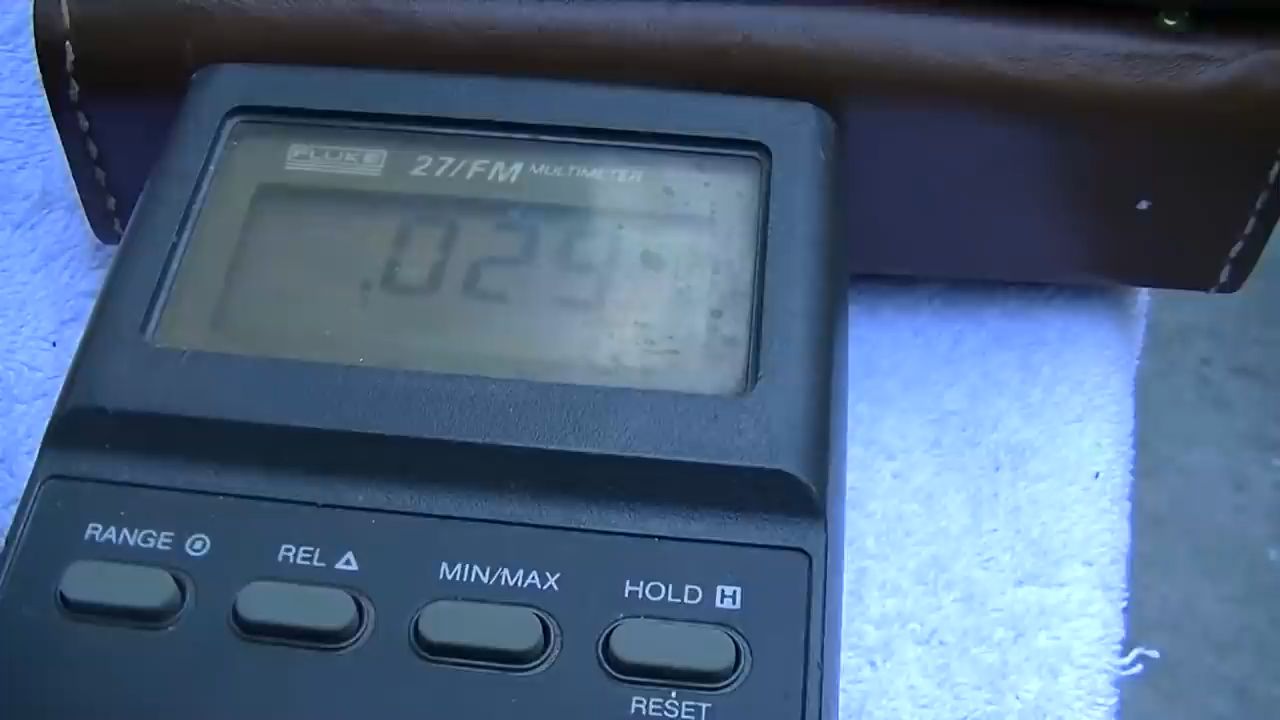 FLUKE 27/FM MULTIMETER
.029
RANGE
REL △
MIN/MAX
HOLD H
RESET